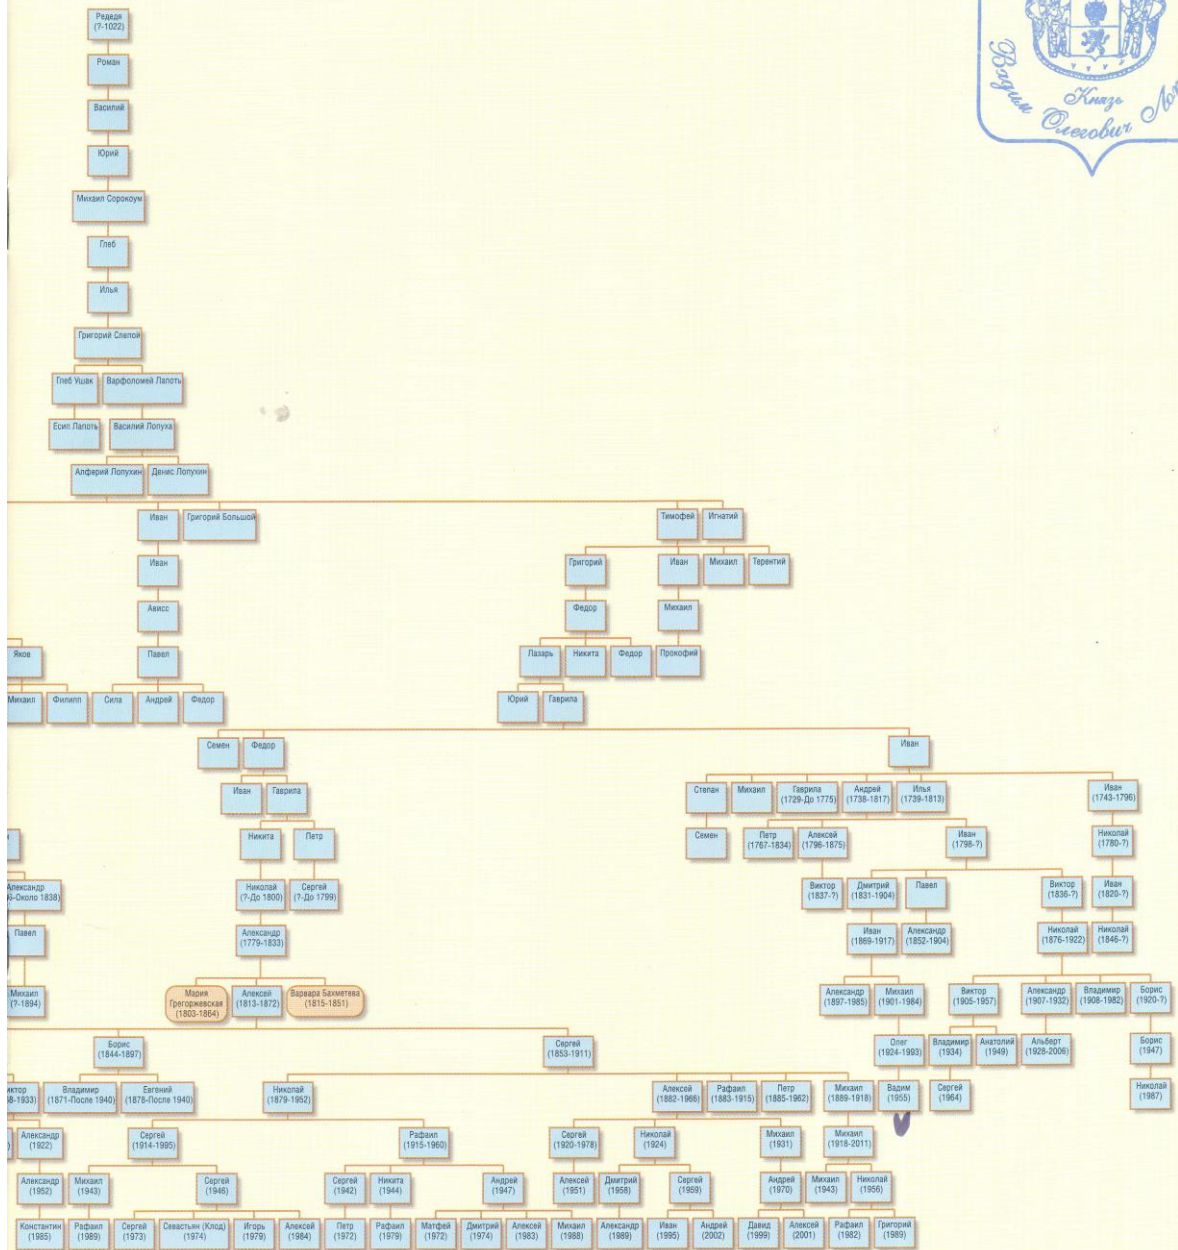 Редедя
(?-1022)
Роман
Василий
Юрий
Михаил Сорокоум
Глеб
Илья
Григорий Слепой
Глеб Ушак
Варфоломей Лапоть
Есип Лапоть
Василий Лопуха
Алферий Лопухин
Денис Лопухин
Иван
Григорий Большой
Тимофей
Игнатий
Иван
Григорий
Иван
Михаил
Терентий
Ависс
Федор
Михаил
Яков
Павел
Лазарь
Никита
Федор
Прокофий
Михаил
Филипп
Сила
Андрей
Федор
Юрий
Гаврила
Семен
Федор
Иван
Иван
Гаврила
Степан
Михаил
Гаврила
(1729-До 1775)
Андрей
(1738-1817)
Илья
(1739-1813)
Иван
(1743-1796)
Никита
Петр
Семен
Петр
(1767-1834)
Алексей
(1796-1875)
Иван
(1798-?)
Николай
(1780-?)
Александр
-Около 1838)
Николай
(?-До 1800)
Сергей
(?-До 1799)
Виктор
(1837-?)
Дмитрий
(1831-1904)
Павел
Виктор
(1836-?)
Иван
(1820-?)
Павел
Александр
(1779-1833)
Иван
(1869-1917)
Александр
(1852-1904)
Николай
(1876-1922)
Николай
(1846-?)
Михаил
(?-1894)
Мария
Грегоржевская
(1803-1864)
Алексей
(1813-1872)
Варвара Бахметева
(1815-1851)
Александр
(1897-1985)
Михаил
(1901-1984)
Виктор
(1905-1957)
Александр
(1907-1932)
Владимир
(1908-1982)
Борис
(1920-?)
Борис
(1844-1897)
Сергей
(1853-1911)
Олег
(1924-1993)
Владимир
(1934)
Анатолий
(1949)
Альберт
(1928-2006)
Борис
(1947)
8-1933)
Владимир
(1871-После 1940)
Евгений
(1878-После 1940)
Николай
(1879-1952)
Алексей
(1882-1966)
Рафаил
(1883-1915)
Петр
(1885-1962)
Михаил
(1889-1918)
Вадим
(1955)
Сергей
(1964)
Николай
(1987)
Александр
(1922)
Сергей
(1914-1995)
Рафаил
(1915-1960)
Сергей
(1920-1978)
Николай
(1924)
Михаил
(1931)
Михаил
(1918-2011)
Александр
(1952)
Михаил
(1943)
Сергей
(1946)
Сергей
(1942)
Никита
(1944)
Андрей
(1947)
Алексей
(1951)
Дмитрий
(1958)
Сергей
(1959)
Андрей
(1970)
Михаил
(1943)
Николай
(1956)
Константин
(1985)
Рафаил
(1989)
Сергей
(1973)
Севастьян (Клод)
(1974)
Игорь
(1979)
Алексей
(1984)
Петр
(1972)
Рафаил
(1979)
Матфей
(1972)
Дмитрий
(1974)
Алексей
(1983)
Михаил
(1988)
Александр
(1989)
Иван
(1995)
Андрей
(2002)
Давид
(1999)
Алексей
(2001)
Рафаил
(1982)
Григорий
(1989)
Князь
Вадим Олегович Лоп